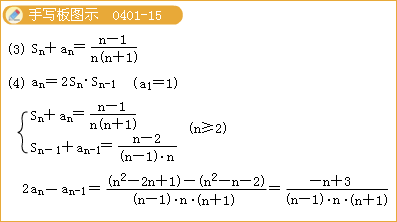 手写板图示 0401-15
(3) Sₙ+aₙ=(n−1)/(n(n+1))
(4) aₙ=2Sₙ·Sₙ₋₁ (a₁=1)
{ Sₙ+aₙ=(n−1)/(n(n+1))
Sₙ₋₁+aₙ₋₁=(n−2)/((n−1)·n) (n≥2)
2aₙ−aₙ₋₁=((n²−2n+1)−(n²−n−2))/((n−1)·n·(n+1))=(−n+3)/((n−1)·n·(n+1))